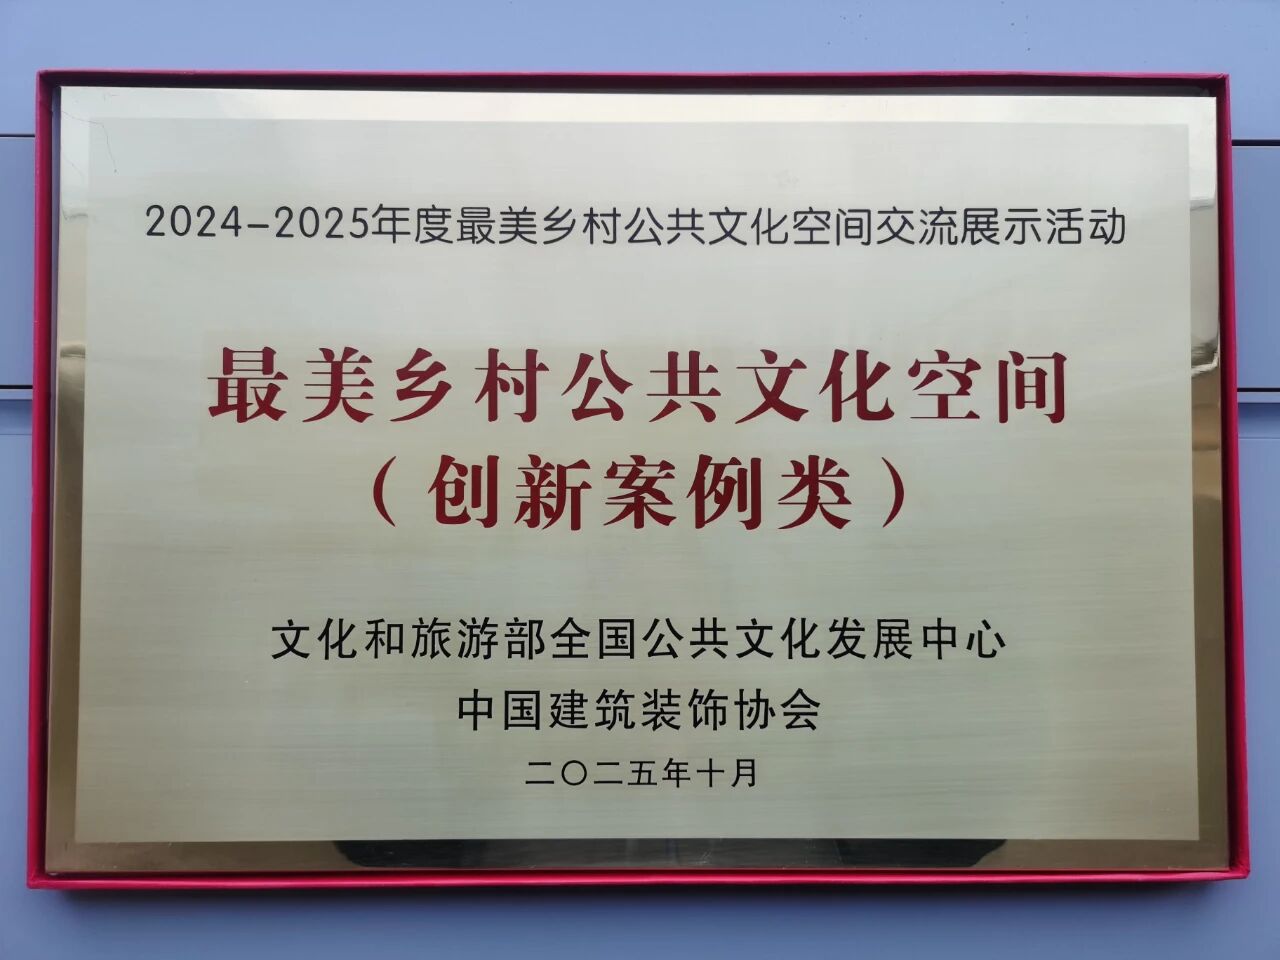 2024-2025年度最美乡村公共文化空间交流展示活动
最美乡村公共文化空间
（创新案例类）
文化和旅游部全国公共文化发展中心
中国建筑装饰协会
二〇二五年十月